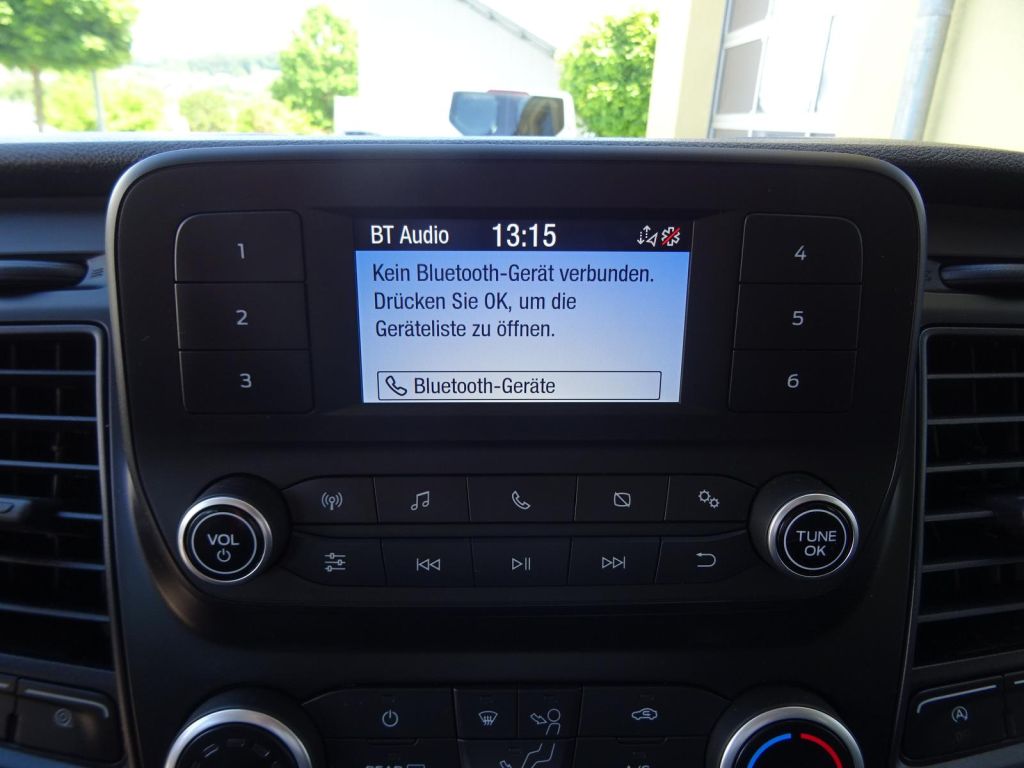 BT Audio 13:15
Kein Bluetooth-Gerät verbunden.
Drücken Sie OK, um die
Geräteliste zu öffnen.
Bluetooth-Geräte
1
2
3
4
5
6
VOL
TUNE
OK
REAR
A/C